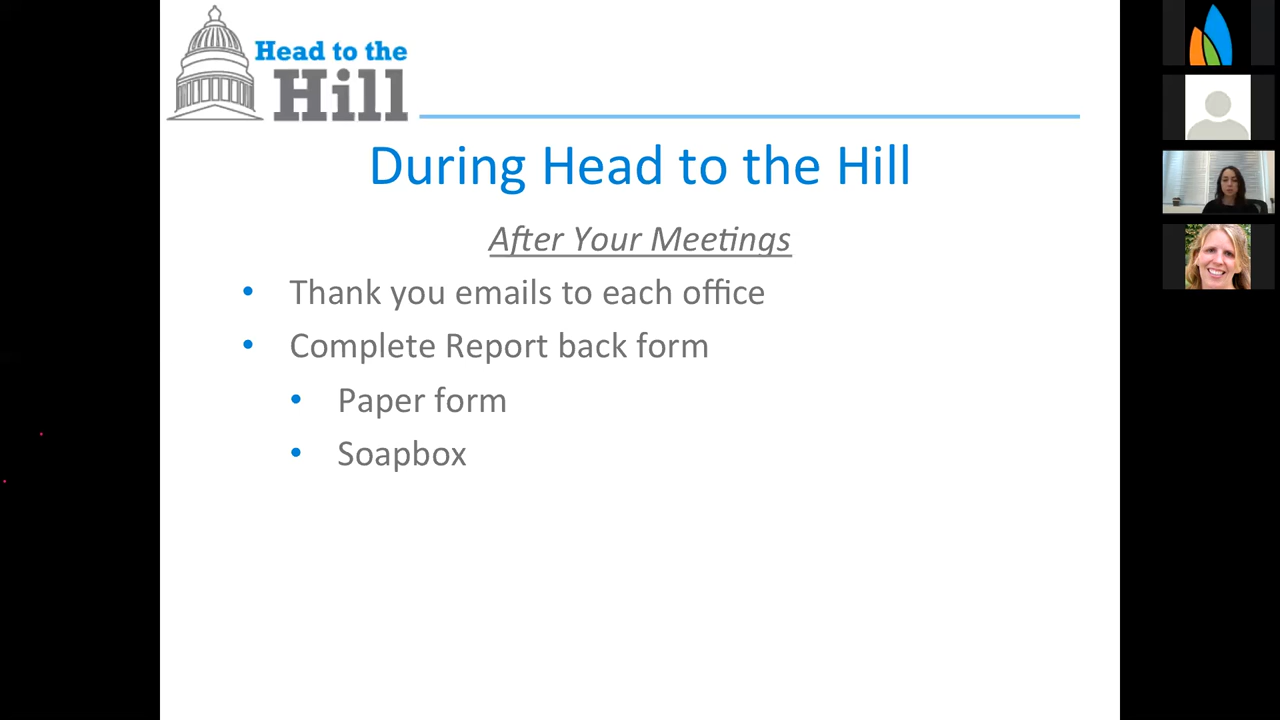 Head to the
Hill
During Head to the Hill
After Your Meetings
• Thank you emails to each office
• Complete Report back form
• Paper form
• Soapbox